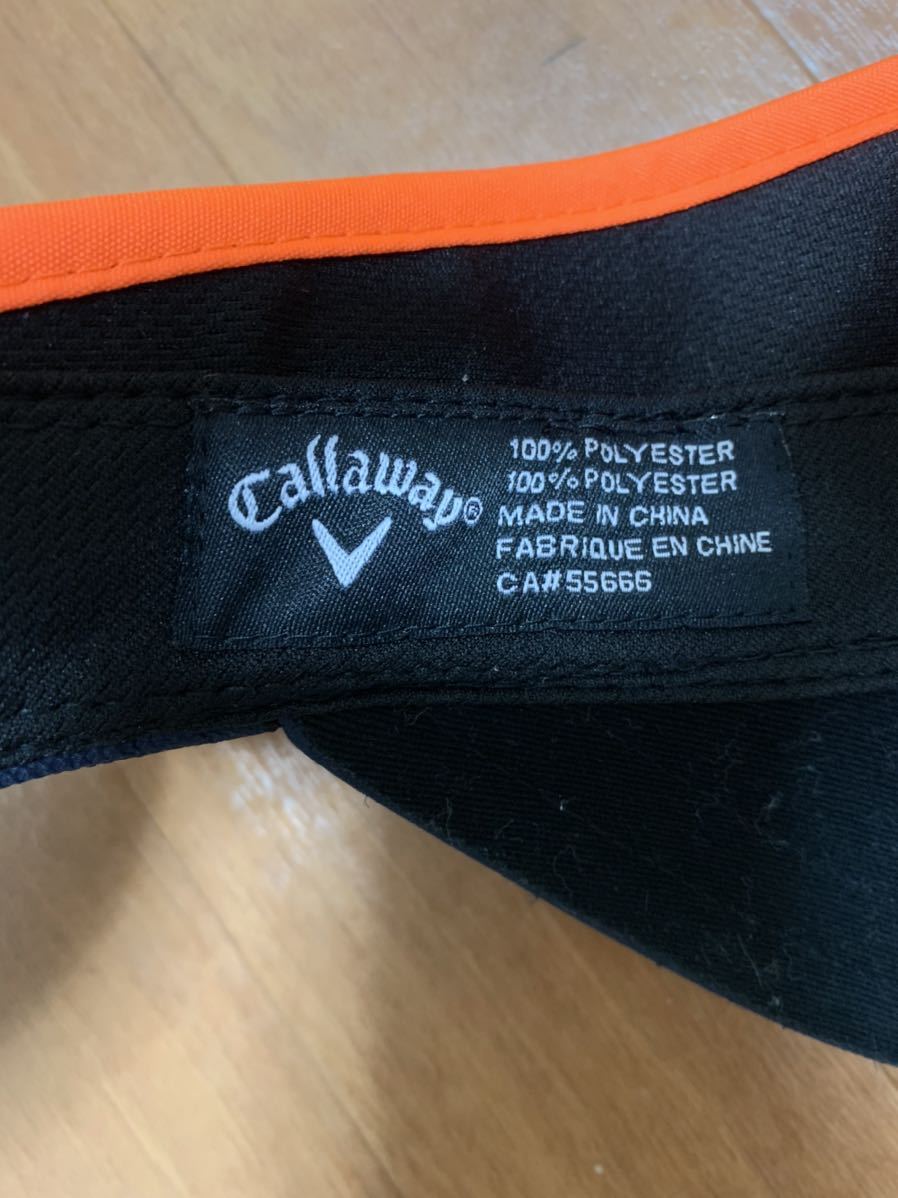 Callaway®
100% POLYESTER
100% POLYESTER
MADE IN CHINA
FABRIQUE EN CHINE
CA#55666